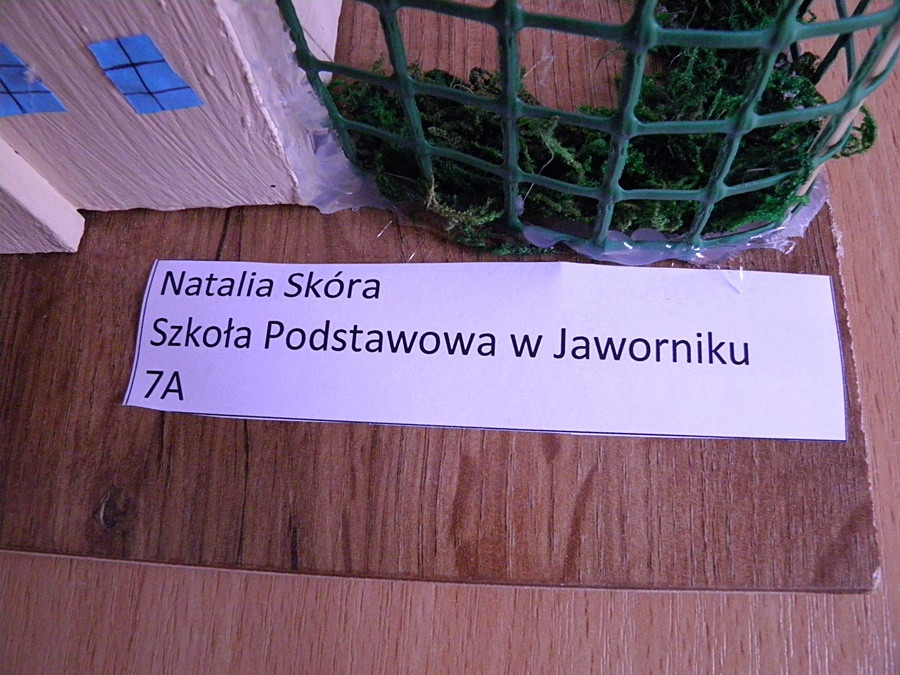 Natalia Skóra
Szkoła Podstawowa w Jaworniku
7A